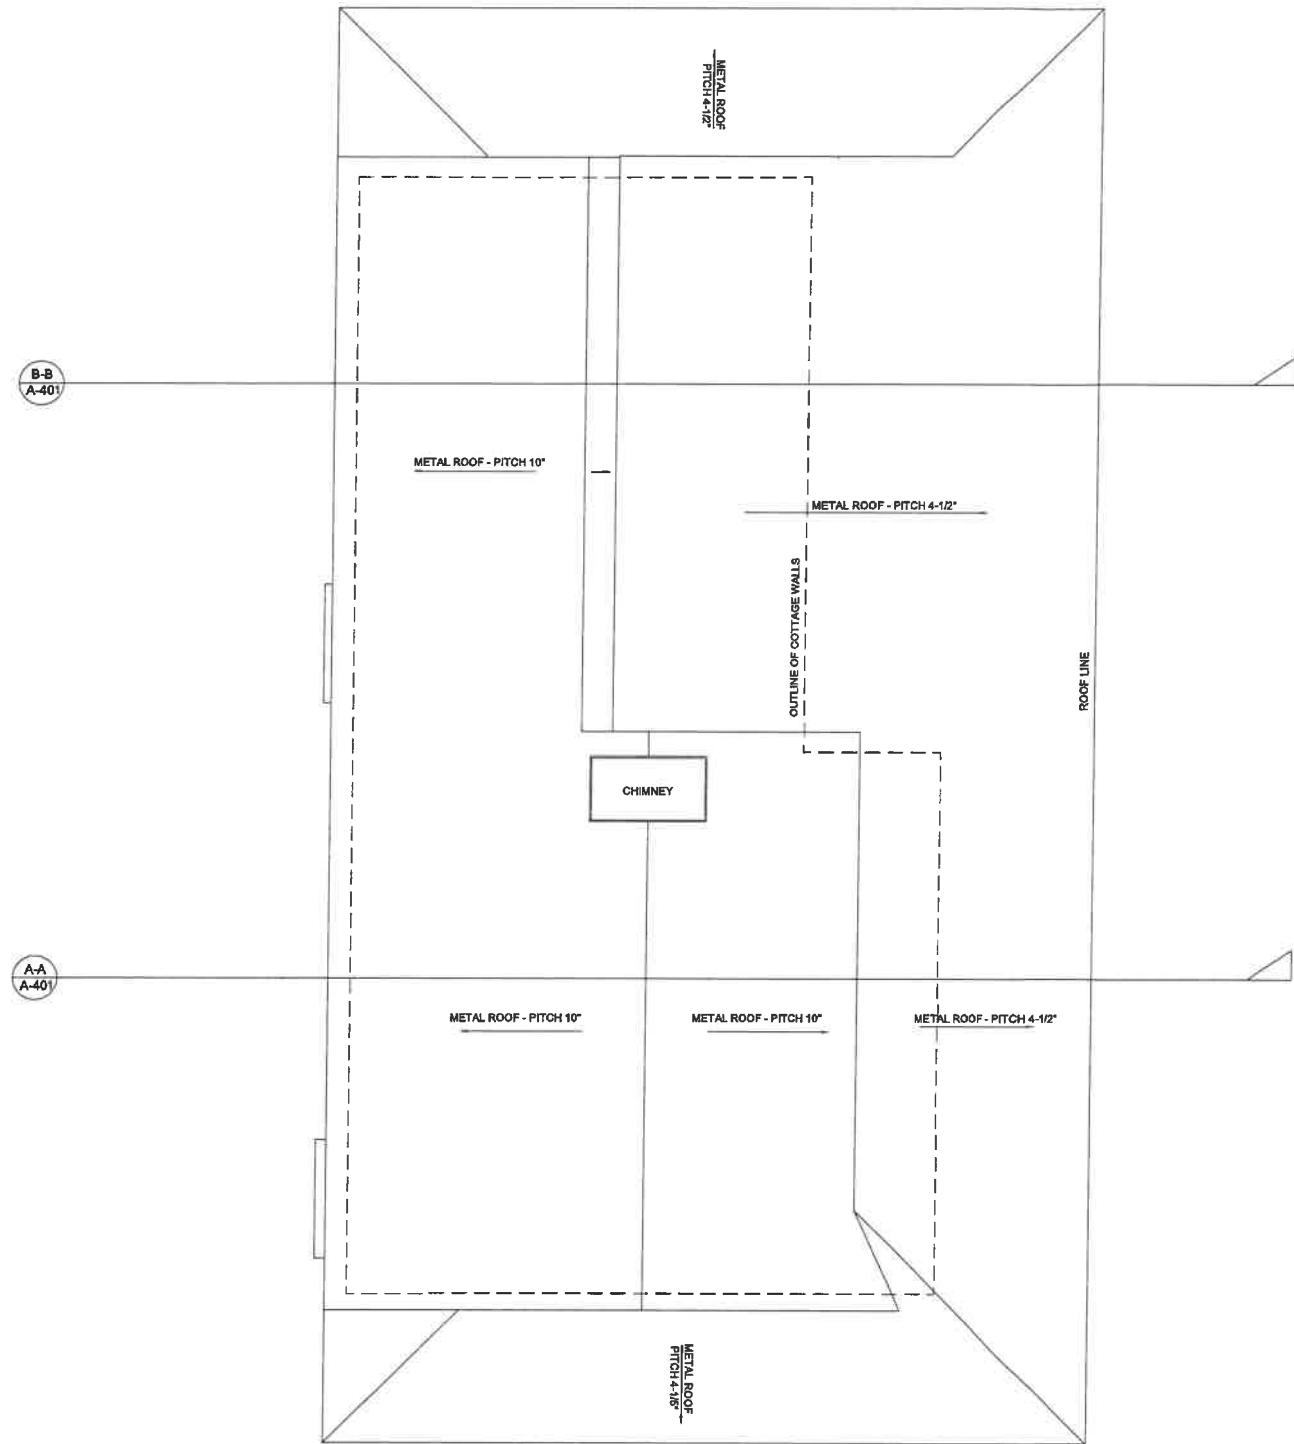 METAL ROOF
PITCH 4-1/2"
B-B
A-401
METAL ROOF - PITCH 10"
METAL ROOF - PITCH 4-1/2"
OUTLINE OF COTTAGE WALLS
ROOF LINE
CHIMNEY
A-A
A-401
METAL ROOF - PITCH 10"
METAL ROOF - PITCH 10"
METAL ROOF - PITCH 4-1/2"
METAL ROOF
PITCH